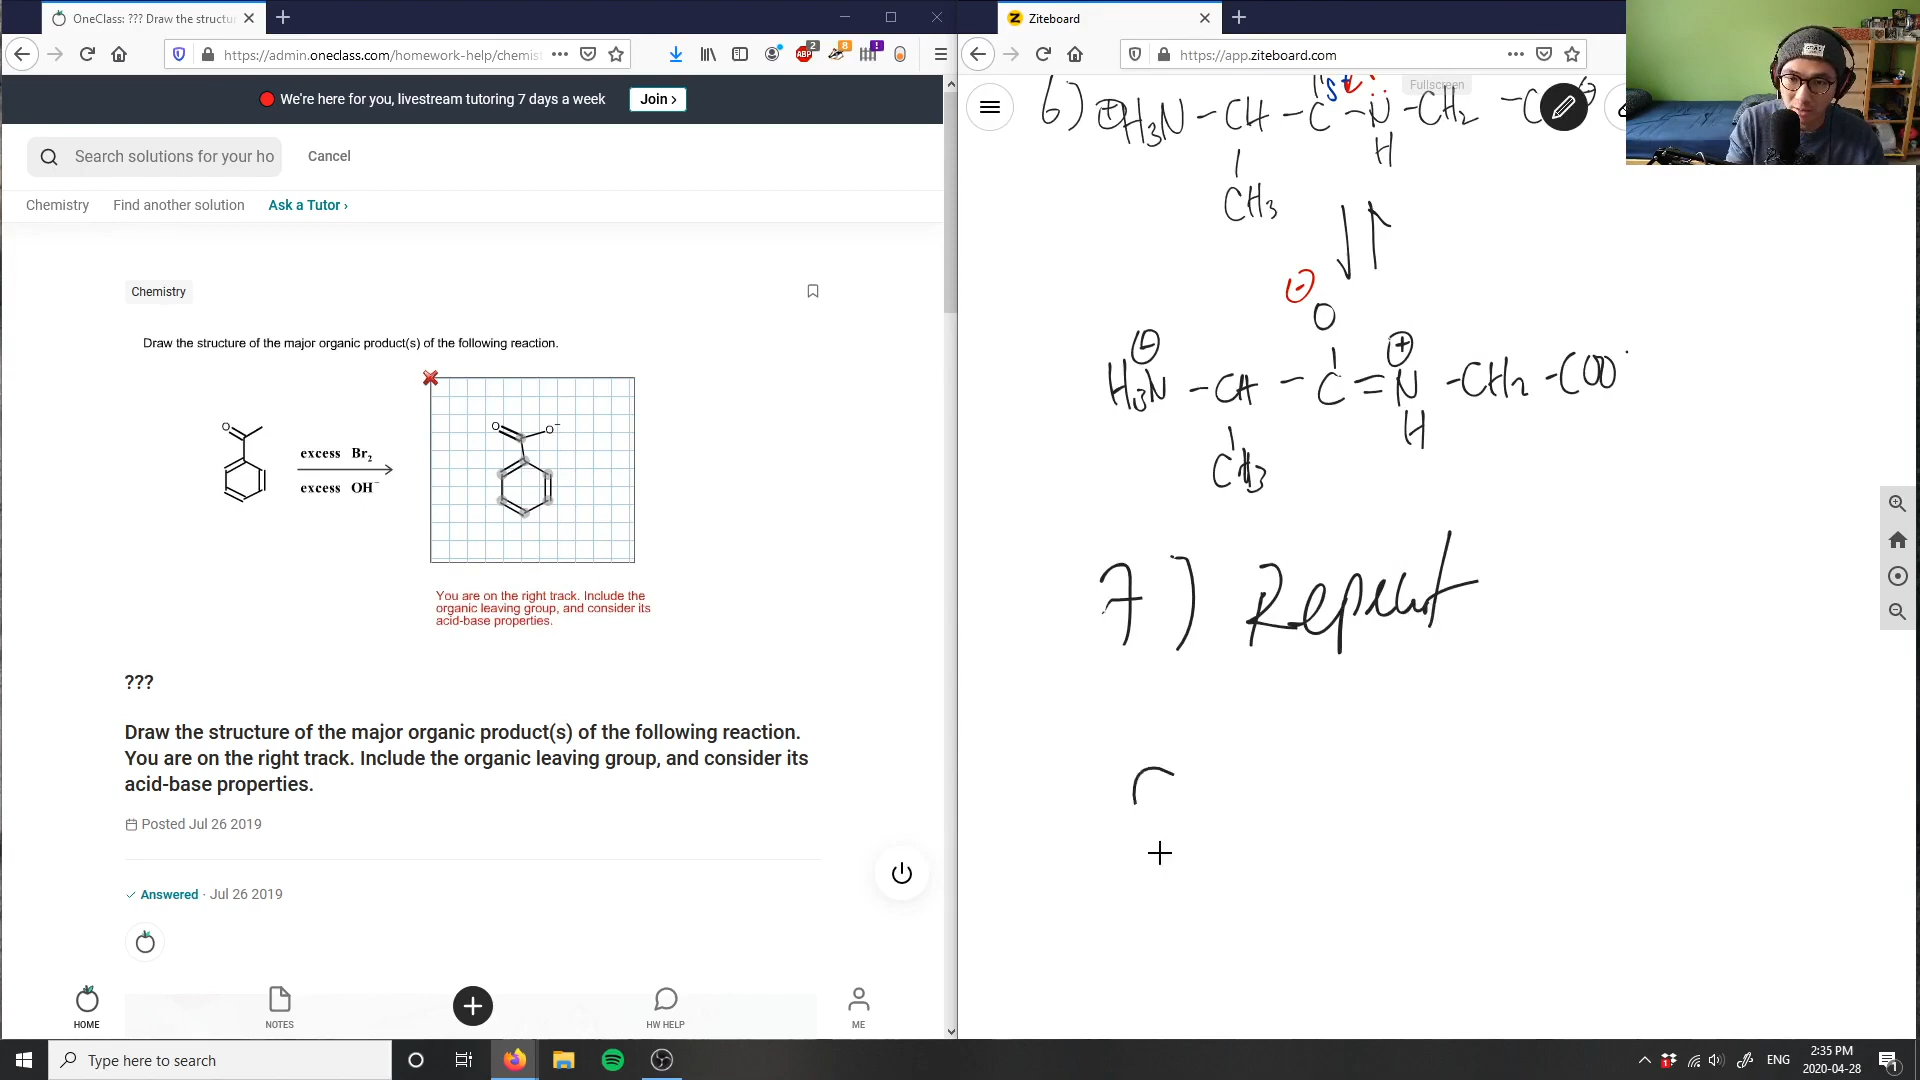 OneClass: ??? Draw the structu
Ziteboard
https://admin.oneclass.com/homework-help/chemis
2
8
!
https://app.ziteboard.com
We're here for you, livestream tutoring 7 days a week
Join ›
Search solutions for your ho
Cancel
Chemistry
Find another solution
Ask a Tutor ›
Chemistry
Draw the structure of the major organic product(s) of the following reaction.
O
excess Br2
excess OH⁻
O
O⁻
You are on the right track. Include the
organic leaving group, and consider its
acid-base properties.
???
Draw the structure of the major organic product(s) of the following reaction.
You are on the right track. Include the organic leaving group, and consider its
acid-base properties.
Posted Jul 26 2019
Answered · Jul 26 2019
HOME
NOTES
HW HELP
ME
Fullscreen
6) ⊕H3N - CH - C - N - CH2 - C
H
CH3
⊖
O
⊖ ⊕
H3N - CH - C = N - CH2 - COO
H
CH3
7) Repeat
Type here to search
ENG
2:35 PM
2020-04-28
1